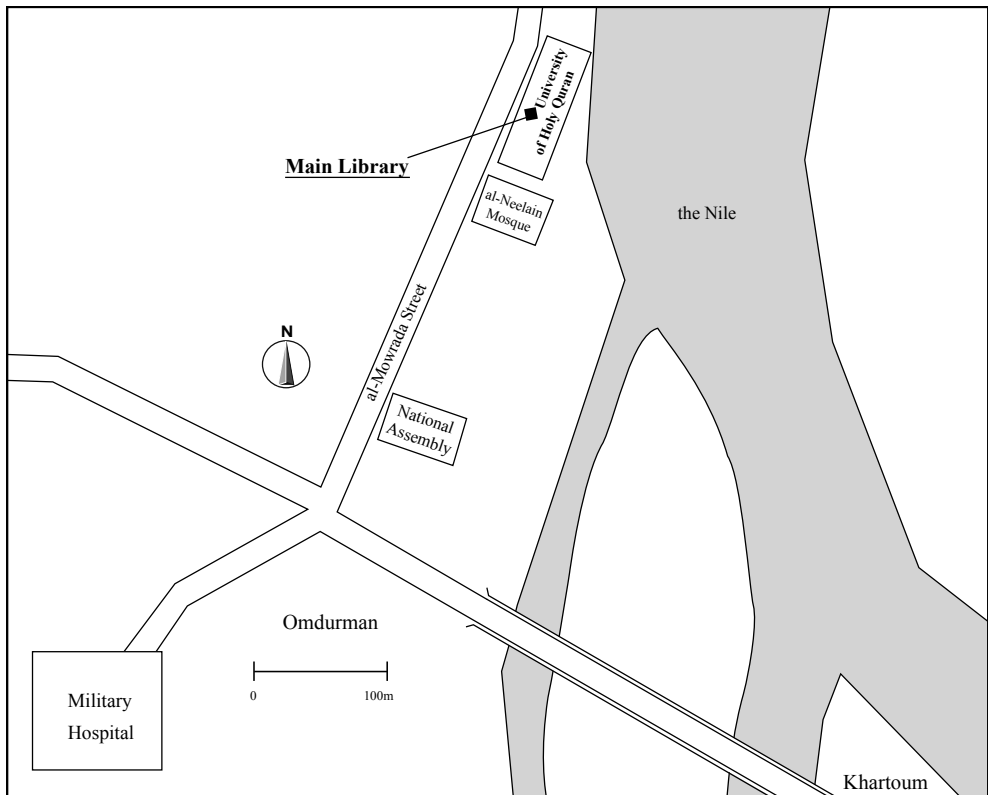 University
of Holy Quran
Main Library
al-Neelain
Mosque
the Nile
al-Mowrada Street
N
National
Assembly
Omdurman
0 100m
Military
Hospital
Khartoum